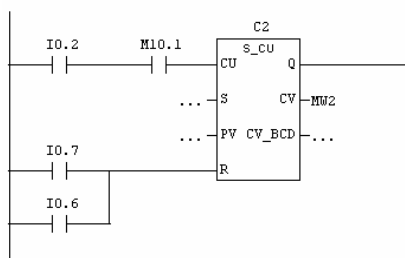 C2
I0.2 M10.1 S_CU
CU Q
... S CV MW2
... PV CV_BCD ...
I0.7
R
I0.6